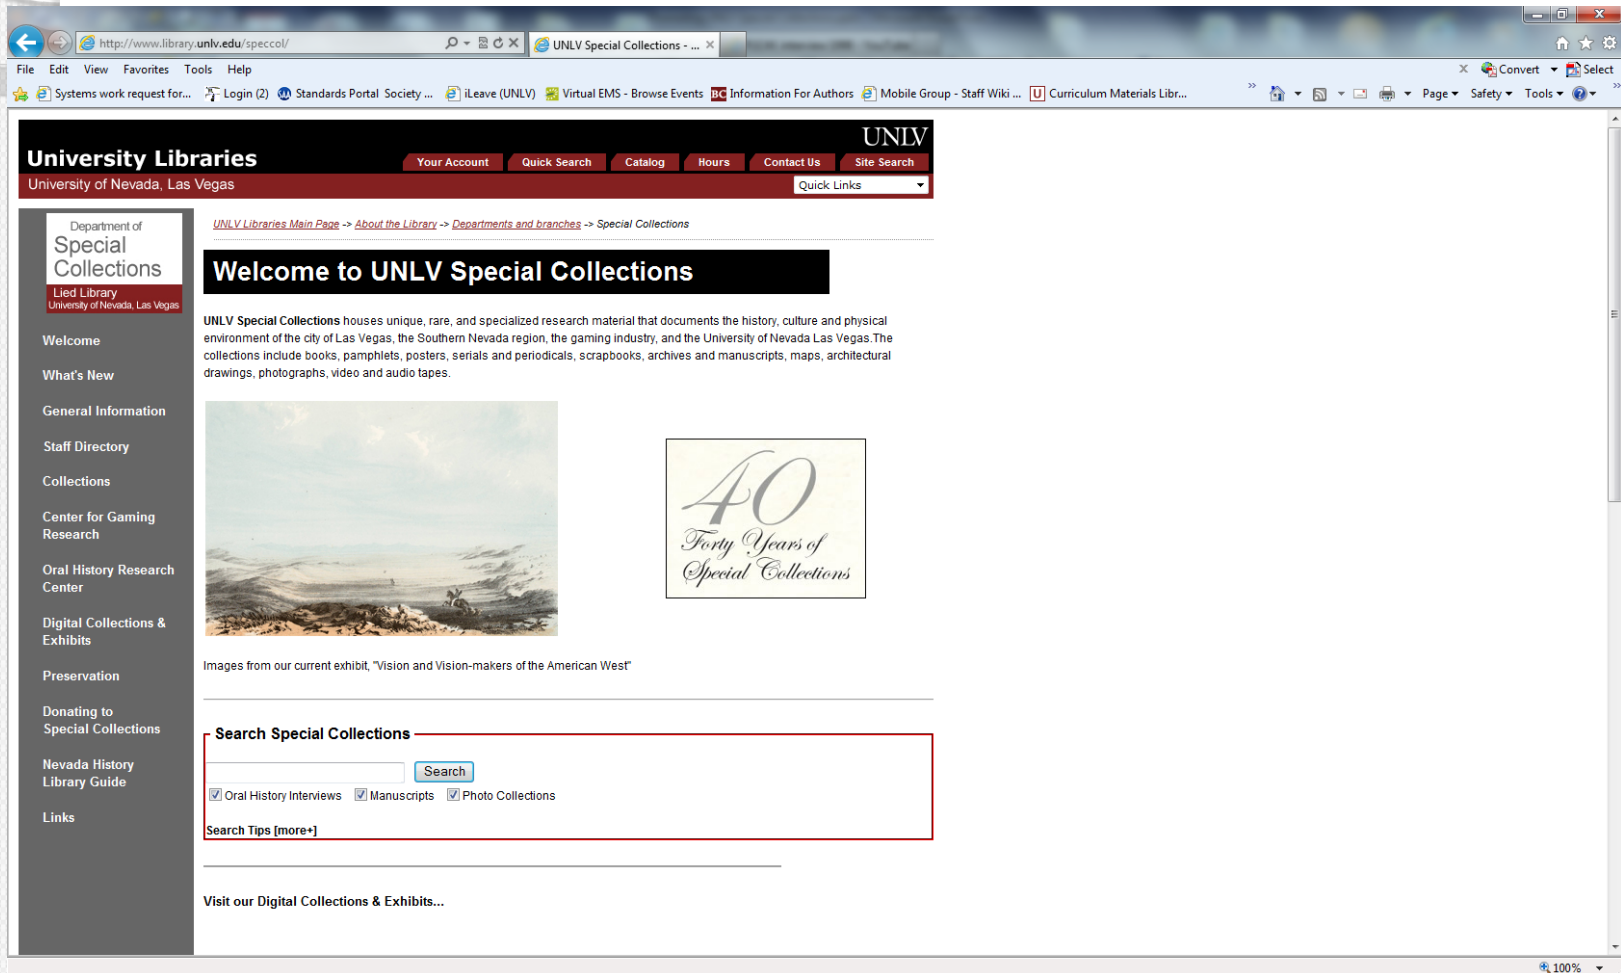 http://www.library.unlv.edu/speccol/
UNLV Special Collections - ...
File Edit View Favorites Tools Help
Convert Select
Systems work request for... Login (2) Standards Portal Society ... iLeave (UNLV) Virtual EMS - Browse Events BC Information For Authors Mobile Group - Staff Wiki ... U Curriculum Materials Libr... Page Safety Tools
UNLV
University Libraries
Your Account Quick Search Catalog Hours Contact Us Site Search
University of Nevada, Las Vegas
Quick Links
Department of
Special
Collections
Lied Library
University of Nevada, Las Vegas
Welcome
What's New
General Information
Staff Directory
Collections
Center for Gaming
Research
Oral History Research
Center
Digital Collections &
Exhibits
Preservation
Donating to
Special Collections
Nevada History
Library Guide
Links
UNLV Libraries Main Page -> About the Library -> Departments and branches -> Special Collections
Welcome to UNLV Special Collections
UNLV Special Collections houses unique, rare, and specialized research material that documents the history, culture and physical
environment of the city of Las Vegas, the Southern Nevada region, the gaming industry, and the University of Nevada Las Vegas.The
collections include books, pamphlets, posters, serials and periodicals, scrapbooks, archives and manuscripts, maps, architectural
drawings, photographs, video and audio tapes.
40
Forty Years of
Special Collections
Images from our current exhibit, "Vision and Vision-makers of the American West"
Search Special Collections
Search
Oral History Interviews Manuscripts Photo Collections
Search Tips [more+]
Visit our Digital Collections & Exhibits...
100%